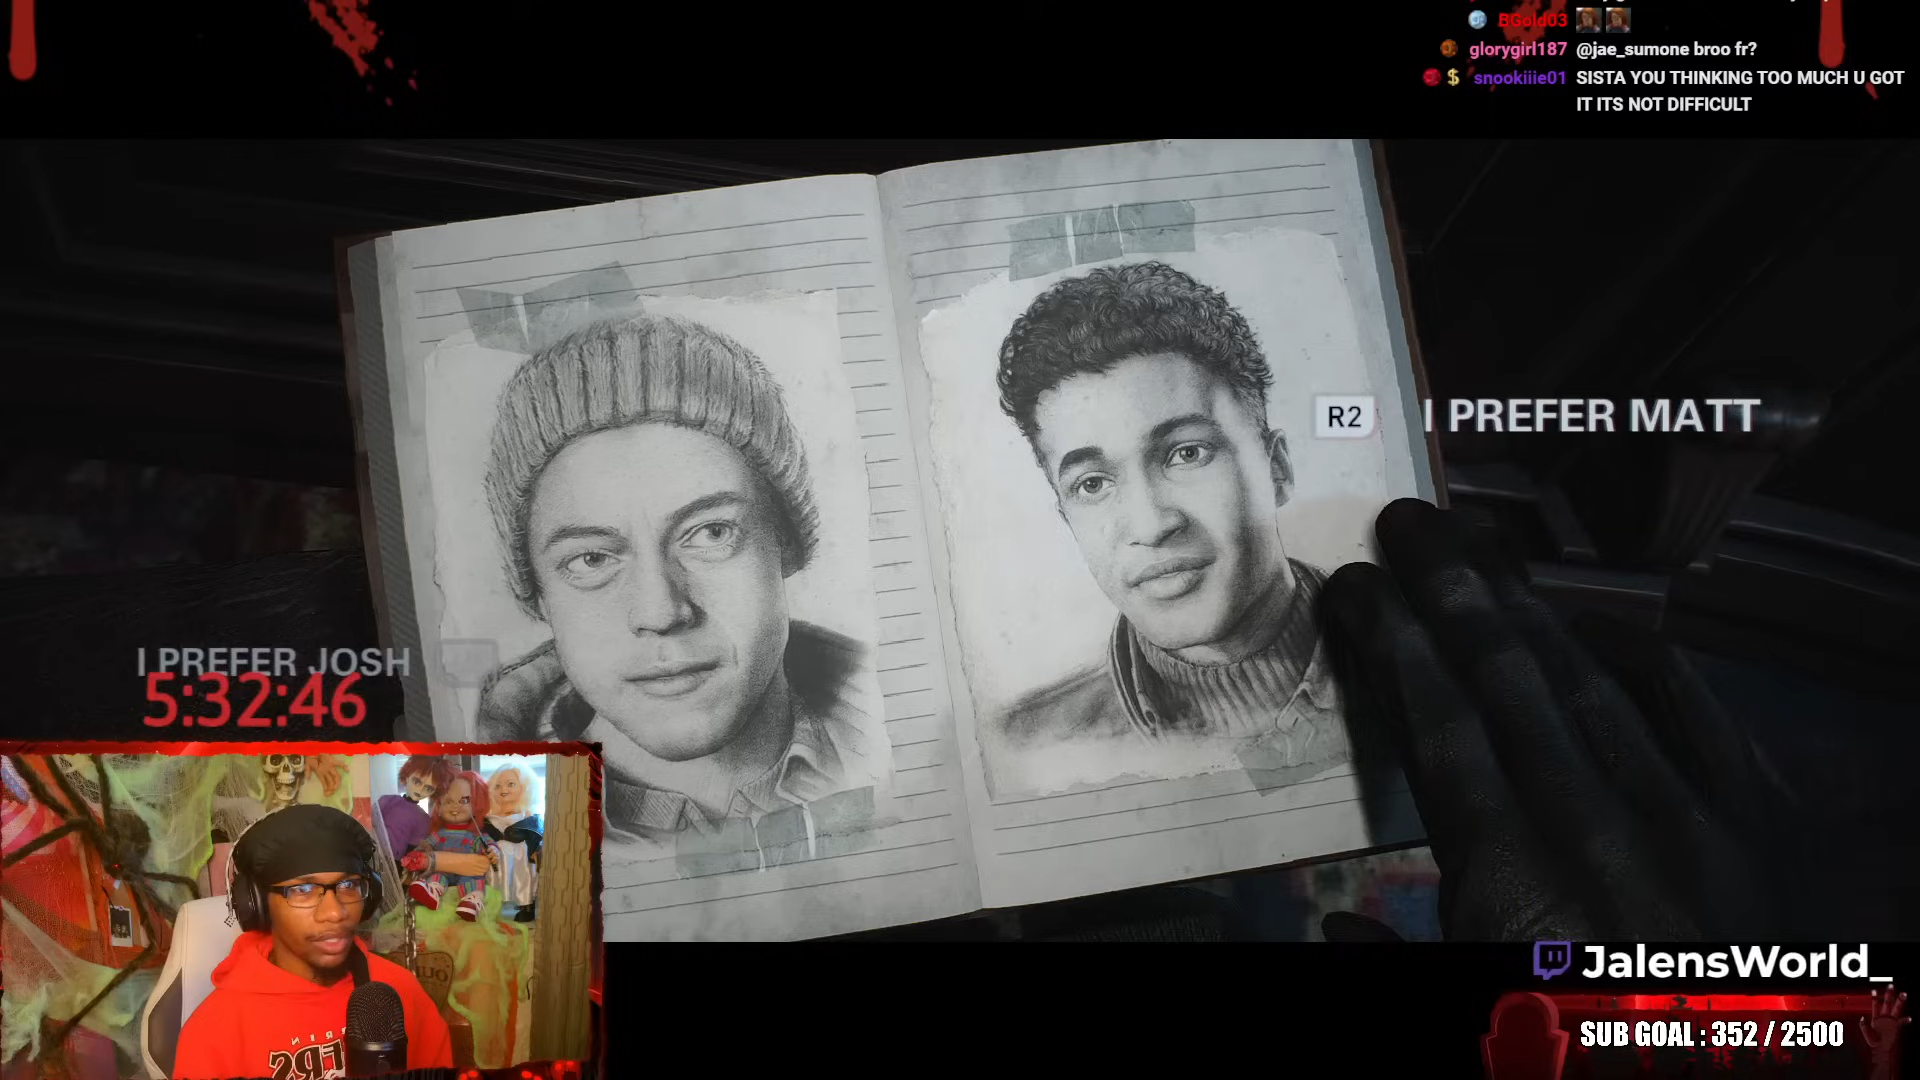 BGold03
glorygirl187 @jae_sumone broo fr?
$ snookiiie01 SISTA YOU THINKING TOO MUCH U GOT
IT ITS NOT DIFFICULT
R2 I PREFER MATT
I PREFER JOSH
5:32:46
JalensWorld_
SUB GOAL : 352 / 2500